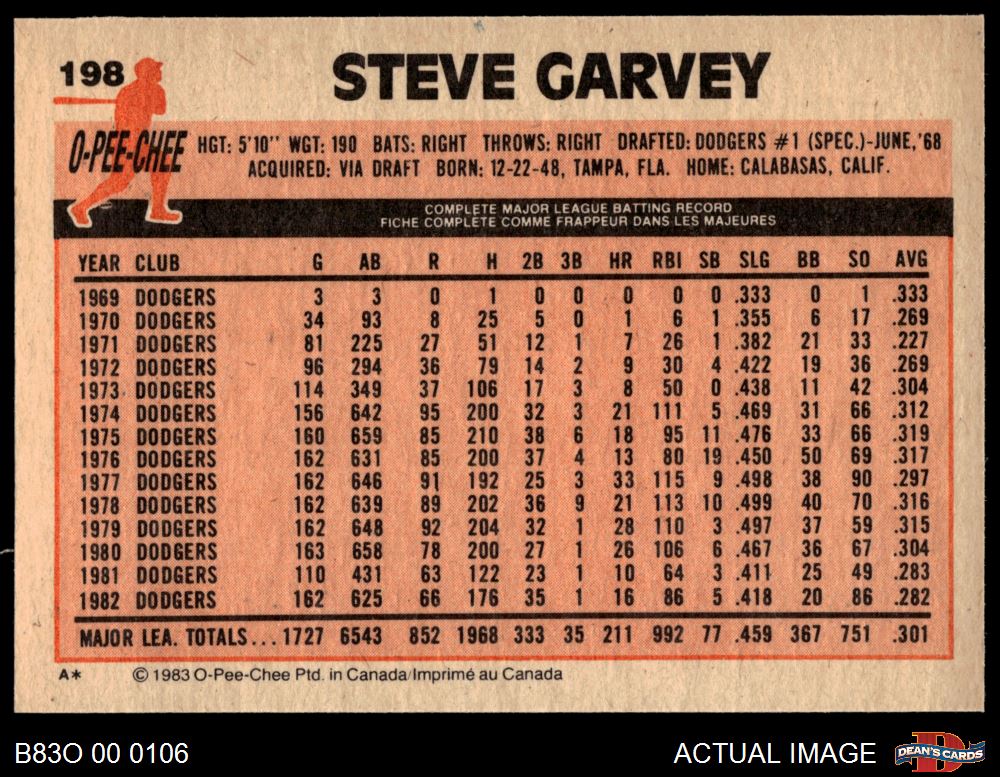 198
STEVE GARVEY
O-PEE-CHEE
HGT: 5'10" WGT: 190 BATS: RIGHT THROWS: RIGHT DRAFTED: DODGERS #1 (SPEC.)-JUNE,'68
ACQUIRED: VIA DRAFT BORN: 12-22-48, TAMPA, FLA. HOME: CALABASAS, CALIF.
COMPLETE MAJOR LEAGUE BATTING RECORD
FICHE COMPLETE COMME FRAPPEUR DANS LES MAJEURES
YEAR CLUB G AB R H 2B 3B HR RBI SB SLG BB SO AVG
1969 DODGERS 3 3 0 1 0 0 0 0 0 .333 0 1 .333
1970 DODGERS 34 93 8 25 5 0 1 6 1 .355 6 17 .269
1971 DODGERS 81 225 27 51 12 1 7 26 1 .382 21 33 .227
1972 DODGERS 96 294 36 79 14 2 9 30 4 .422 19 36 .269
1973 DODGERS 114 349 37 106 17 3 8 50 0 .438 11 42 .304
1974 DODGERS 156 642 95 200 32 3 21 111 5 .469 31 66 .312
1975 DODGERS 160 659 85 210 38 6 18 95 11 .476 33 66 .319
1976 DODGERS 162 631 85 200 37 4 13 80 19 .450 50 69 .317
1977 DODGERS 162 646 91 192 25 3 33 115 9 .498 38 90 .297
1978 DODGERS 162 639 89 202 36 9 21 113 10 .499 40 70 .316
1979 DODGERS 162 648 92 204 32 1 28 110 3 .497 37 59 .315
1980 DODGERS 163 658 78 200 27 1 26 106 6 .467 36 67 .304
1981 DODGERS 110 431 63 122 23 1 10 64 3 .411 25 49 .283
1982 DODGERS 162 625 66 176 35 1 16 86 5 .418 20 86 .282
MAJOR LEA. TOTALS... 1727 6543 852 1968 333 35 211 992 77 .459 367 751 .301
A* © 1983 O-Pee-Chee Ptd. in Canada/Imprimé au Canada
B83O 00 0106
ACTUAL IMAGE
D
DEAN'S CARDS